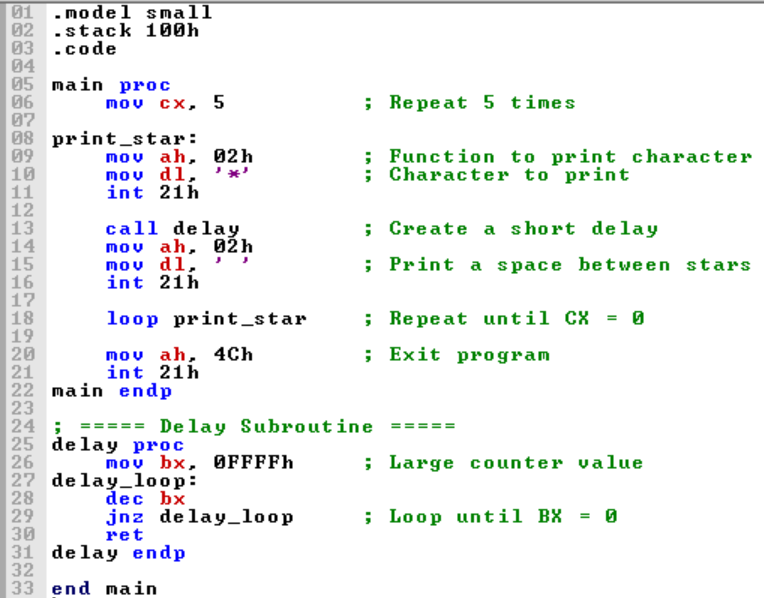 01 .model small
02 .stack 100h
03 .code
04
05 main proc
06     mov cx, 5          ; Repeat 5 times
07
08 print_star:
09     mov ah, 02h        ; Function to print character
10     mov dl, '*'        ; Character to print
11     int 21h
12
13     call delay         ; Create a short delay
14     mov ah, 02h
15     mov dl, ' '        ; Print a space between stars
16     int 21h
17
18     loop print_star    ; Repeat until CX = 0
19
20     mov ah, 4Ch        ; Exit program
21     int 21h
22 main endp
23
24 ; ===== Delay Subroutine =====
25 delay proc
26     mov bx, 0FFFFh     ; Large counter value
27 delay_loop:
28     dec bx
29     jnz delay_loop     ; Loop until BX = 0
30     ret
31 delay endp
32
33 end main